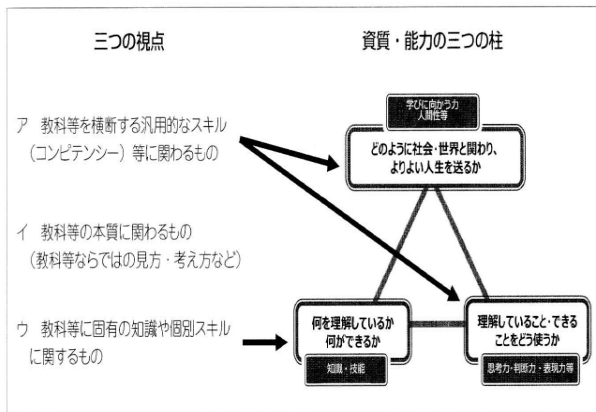 三つの視点
資質・能力の三つの柱
ア 教科等を横断する汎用的なスキル
（コンピテンシー）等に関わるもの
イ 教科等の本質に関わるもの
（教科等ならではの見方・考え方など）
ウ 教科等に固有の知識や個別スキル
に関するもの
学びに向かう力
人間性等
どのように社会・世界と関わり、
よりよい人生を送るか
何を理解しているか
何ができるか
知識・技能
理解していること・できる
ことをどう使うか
思考力・判断力・表現力等